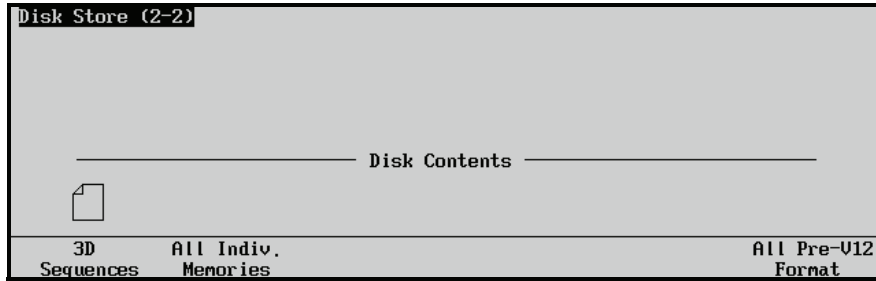 Disk Store (2-2)
Disk Contents
3D All Indiv. All Pre-V12
Sequences Memories Format